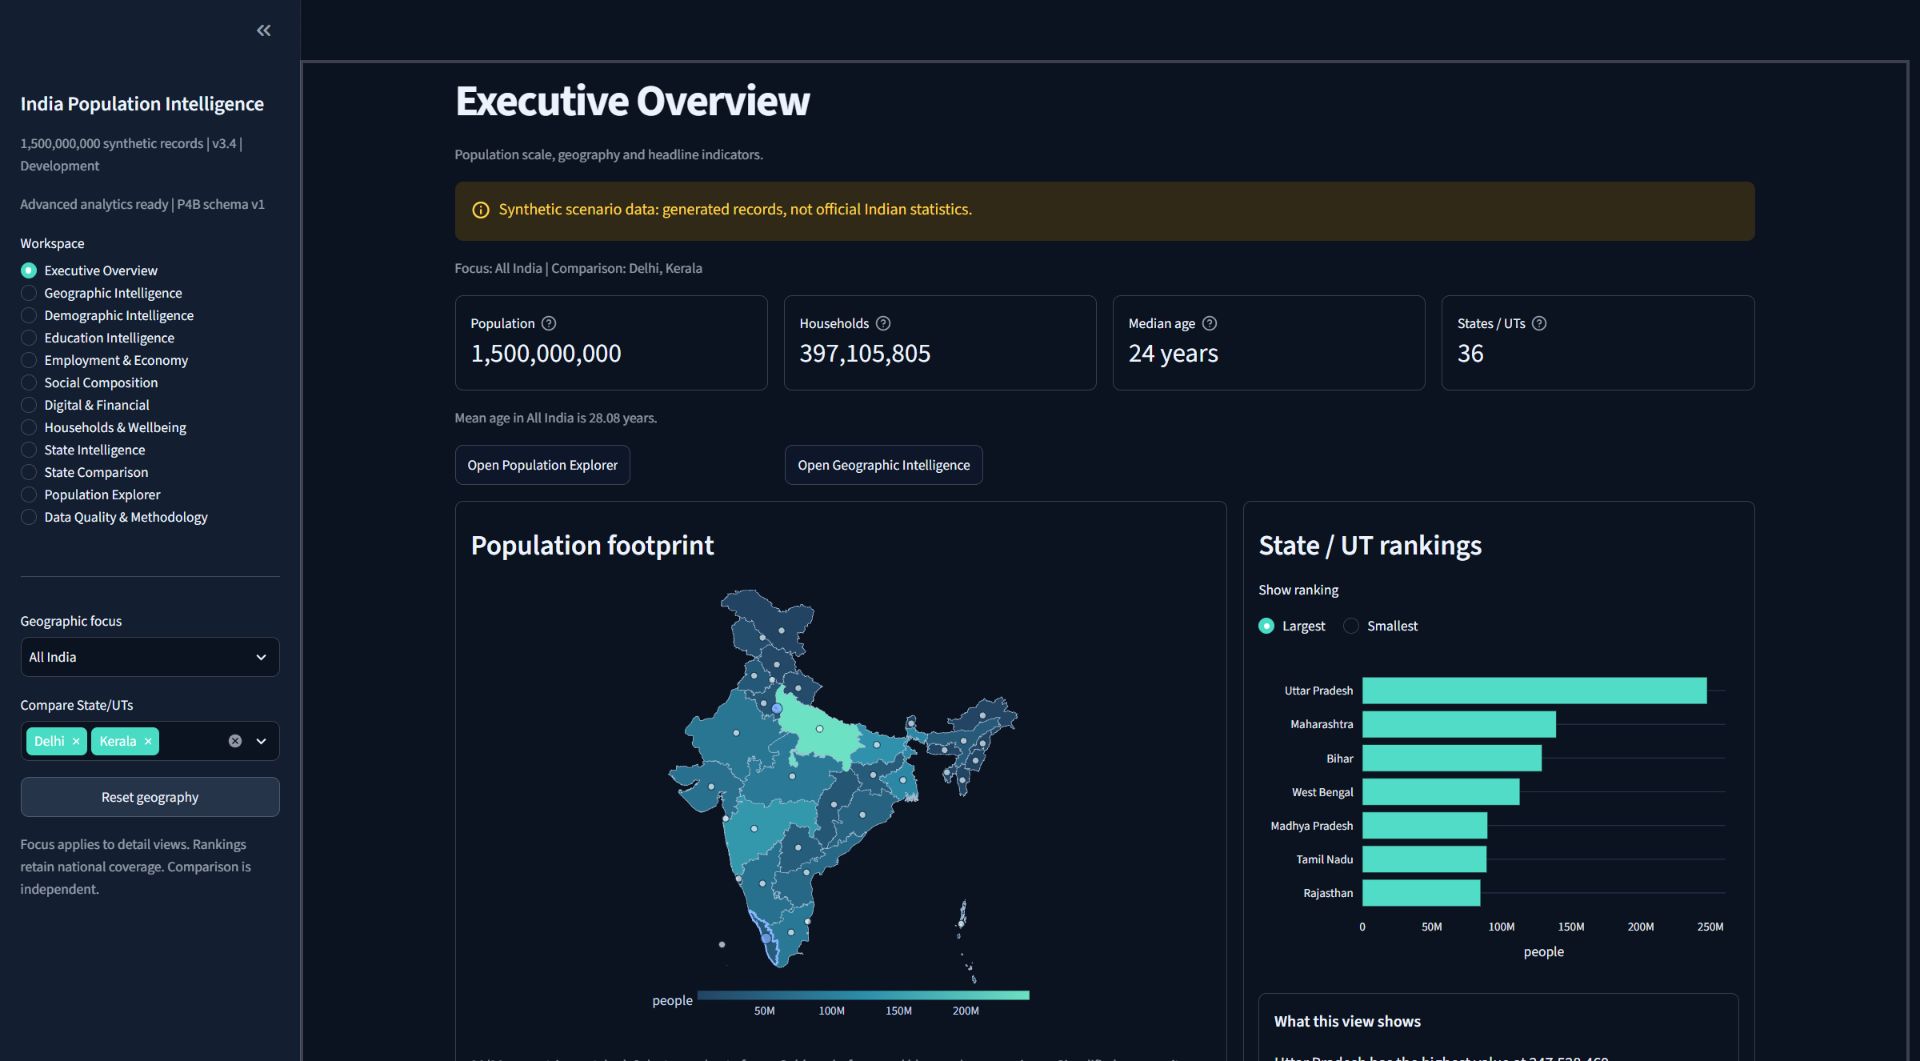 India Population Intelligence
1,500,000,000 synthetic records | v3.4 |
Development
Advanced analytics ready | P4B schema v1
Workspace
Executive Overview
Geographic Intelligence
Demographic Intelligence
Education Intelligence
Employment & Economy
Social Composition
Digital & Financial
Households & Wellbeing
State Intelligence
State Comparison
Population Explorer
Data Quality & Methodology
Geographic focus
All India
Compare State/UTs
Delhi × Kerala ×
Reset geography
Focus applies to detail views. Rankings
retain national coverage. Comparison is
independent.
Executive Overview
Population scale, geography and headline indicators.
Synthetic scenario data: generated records, not official Indian statistics.
Focus: All India | Comparison: Delhi, Kerala
Population
1,500,000,000
Households
397,105,805
Median age
24 years
States / UTs
36
Mean age in All India is 28.08 years.
Open Population Explorer
Open Geographic Intelligence
Population footprint
people
50M 100M 150M 200M
State / UT rankings
Show ranking
Largest Smallest
Uttar Pradesh
Maharashtra
Bihar
West Bengal
Madhya Pradesh
Tamil Nadu
Rajasthan
0 50M 100M 150M 200M 250M
people
What this view shows
Uttar Pradesh has the highest value at